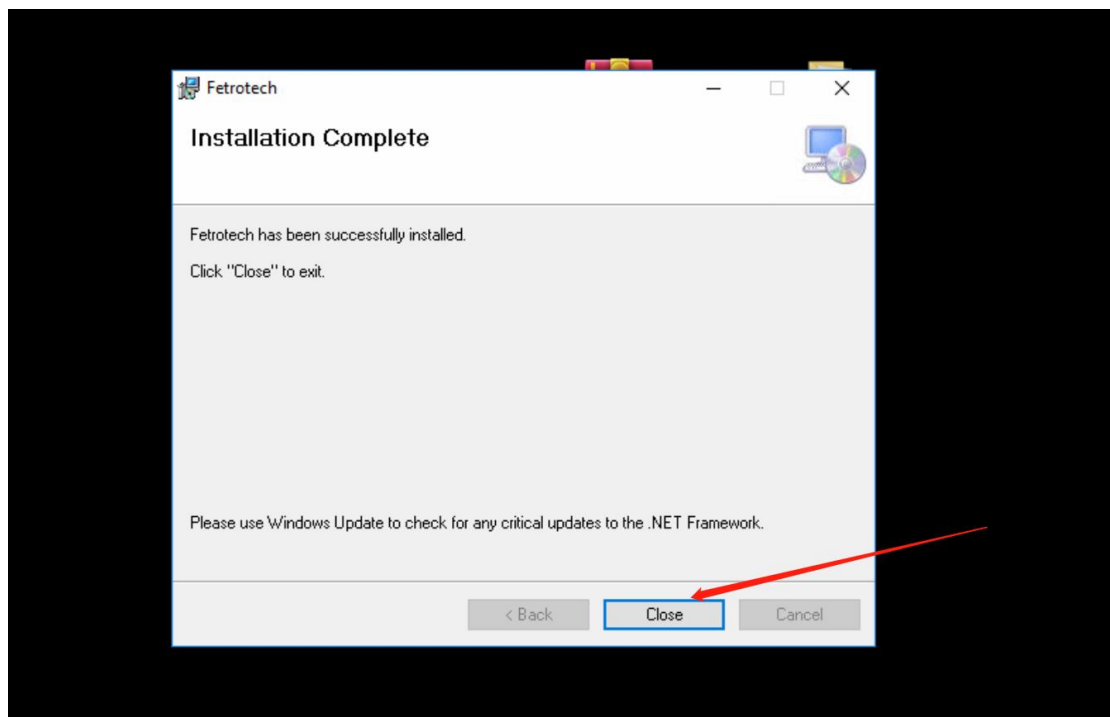 Fetrotech
Installation Complete
Fetrotech has been successfully installed.
Click "Close" to exit.
Please use Windows Update to check for any critical updates to the .NET Framework.
< Back Close Cancel